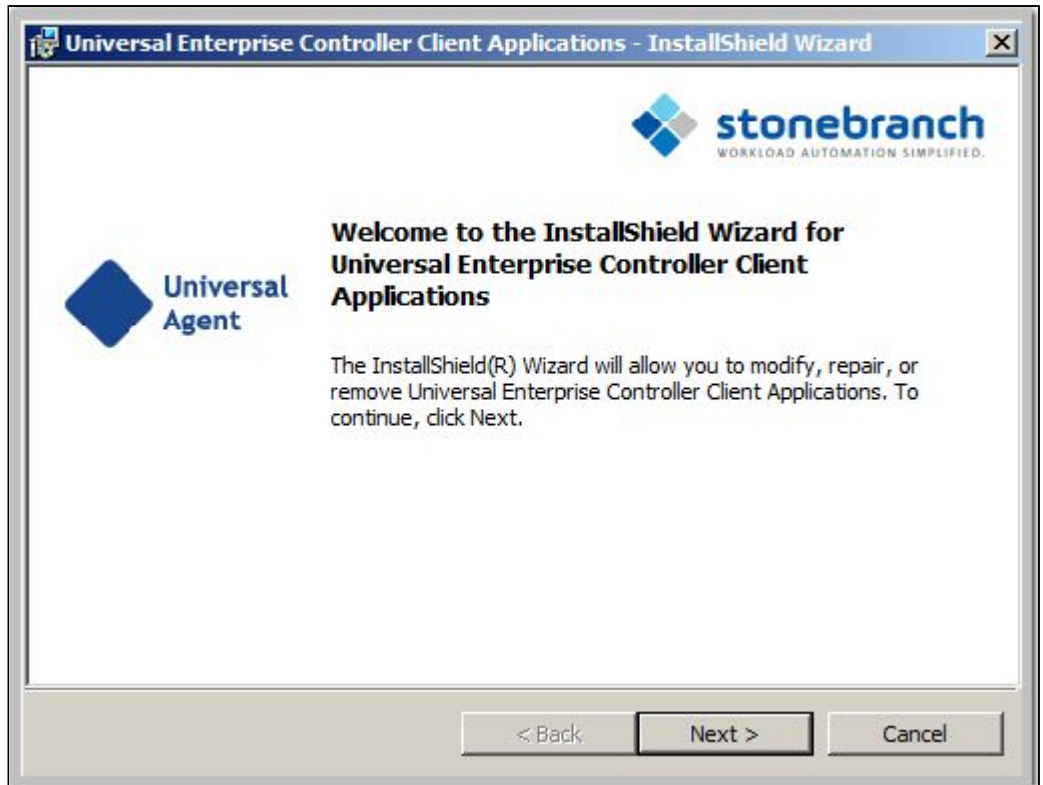 Universal Enterprise Controller Client Applications - InstallShield Wizard
stonebranch
WORKLOAD AUTOMATION SIMPLIFIED.
Universal
Agent
Welcome to the InstallShield Wizard for
Universal Enterprise Controller Client
Applications
The InstallShield(R) Wizard will allow you to modify, repair, or
remove Universal Enterprise Controller Client Applications. To
continue, click Next.
< Back
Next >
Cancel